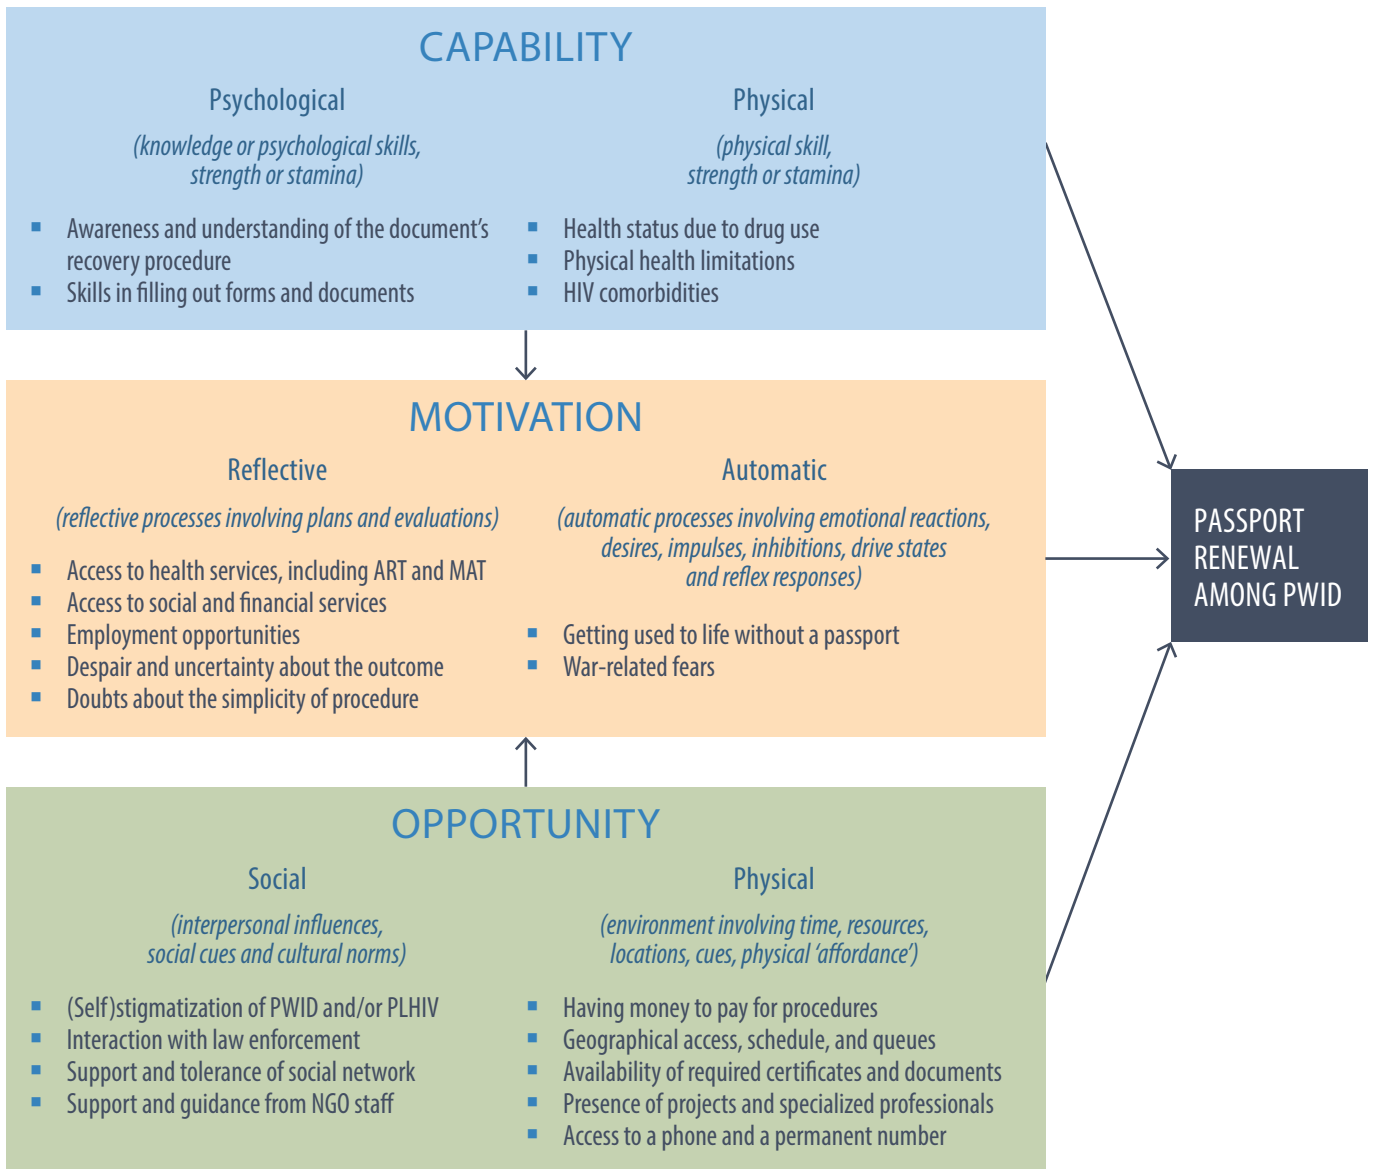 CAPABILITY
Psychological
(knowledge or psychological skills,
strength or stamina)
▪ Awareness and understanding of the document’s
recovery procedure
▪ Skills in filling out forms and documents
Physical
(physical skill,
strength or stamina)
▪ Health status due to drug use
▪ Physical health limitations
▪ HIV comorbidities
MOTIVATION
Reflective
(reflective processes involving plans and evaluations)
▪ Access to health services, including ART and MAT
▪ Access to social and financial services
▪ Employment opportunities
▪ Despair and uncertainty about the outcome
▪ Doubts about the simplicity of procedure
Automatic
(automatic processes involving emotional reactions,
desires, impulses, inhibitions, drive states
and reflex responses)
▪ Getting used to life without a passport
▪ War-related fears
OPPORTUNITY
Social
(interpersonal influences,
social cues and cultural norms)
▪ (Self)stigmatization of PWID and/or PLHIV
▪ Interaction with law enforcement
▪ Support and tolerance of social network
▪ Support and guidance from NGO staff
Physical
(environment involving time, resources,
locations, cues, physical ‘affordance’)
▪ Having money to pay for procedures
▪ Geographical access, schedule, and queues
▪ Availability of required certificates and documents
▪ Presence of projects and specialized professionals
▪ Access to a phone and a permanent number
PASSPORT
RENEWAL
AMONG PWID